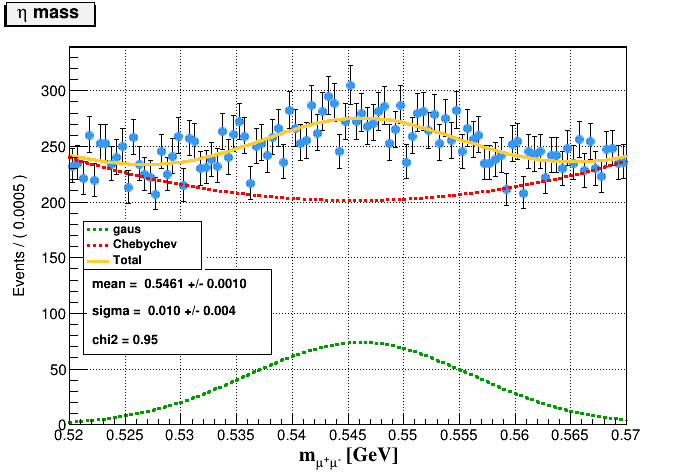 η mass
300
250
200
150
100
50
0
Events / ( 0.0005 )
gaus
Chebychev
Total
mean = 0.5461 +/- 0.0010
sigma = 0.010 +/- 0.004
chi2 = 0.95
0.52 0.525 0.53 0.535 0.54 0.545 0.55 0.555 0.56 0.565 0.57
m_μ⁺μ⁻ [GeV]